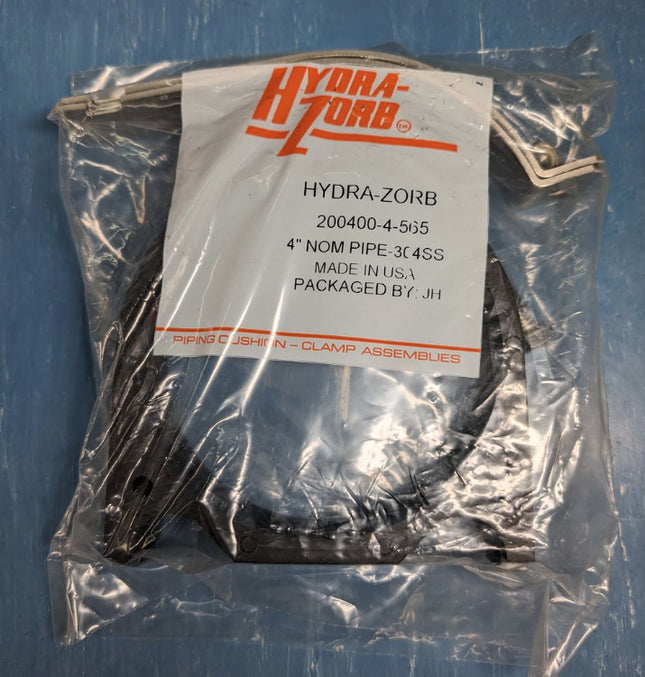 HYDRA-
ZORB TM
HYDRA-ZORB
200400-4-565
4" NOM PIPE-304SS
MADE IN USA
PACKAGED BY: JH
PIPING CUSHION – CLAMP ASSEMBLIES